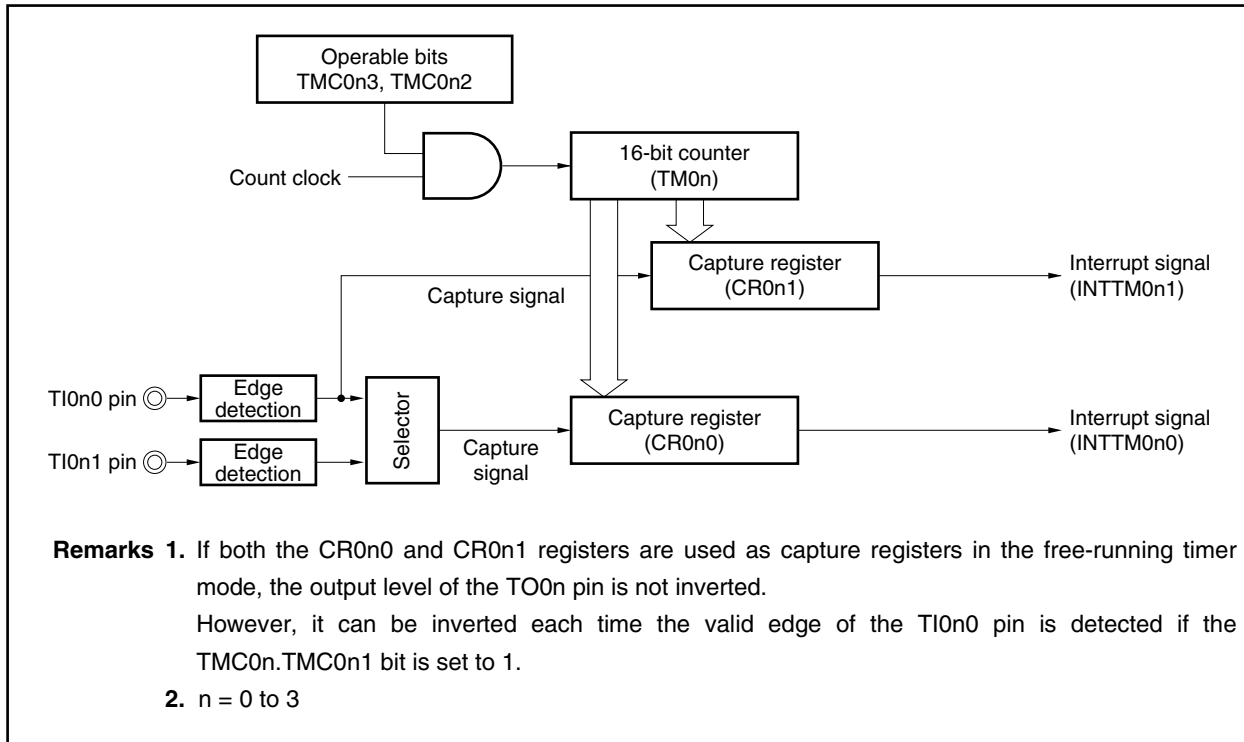 Operable bits
TMC0n3, TMC0n2
Count clock
16-bit counter
(TM0n)
Capture register
(CR0n1)
Interrupt signal
(INTTM0n1)
Capture signal
TI0n0 pin
Edge
detection
TI0n1 pin
Edge
detection
Selector
Capture
signal
Capture register
(CR0n0)
Interrupt signal
(INTTM0n0)
Remarks 1. If both the CR0n0 and CR0n1 registers are used as capture registers in the free-running timer
mode, the output level of the TO0n pin is not inverted.
However, it can be inverted each time the valid edge of the TI0n0 pin is detected if the
TMC0n.TMC0n1 bit is set to 1.
2. n = 0 to 3